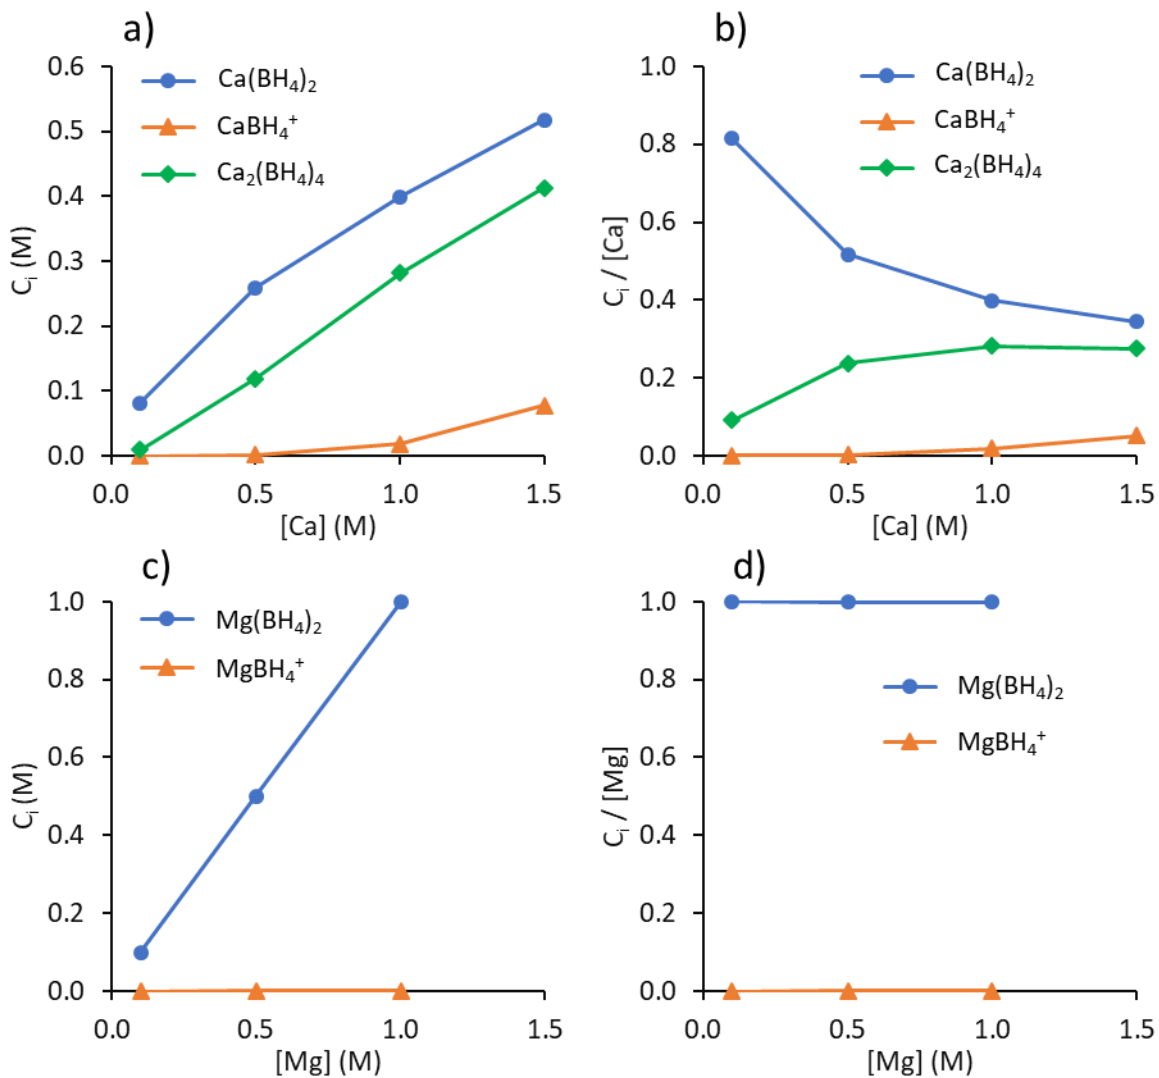 a)
0.6
0.5
0.4
0.3
0.2
0.1
0.0
Cᵢ (M)
Ca(BH₄)₂
CaBH₄⁺
Ca₂(BH₄)₄
0.0 0.5 1.0 1.5
[Ca] (M)
b)
1.0
0.8
0.6
0.4
0.2
0.0
Cᵢ / [Ca]
Ca(BH₄)₂
CaBH₄⁺
Ca₂(BH₄)₄
0.0 0.5 1.0 1.5
[Ca] (M)
c)
1.0
0.8
0.6
0.4
0.2
0.0
Cᵢ (M)
Mg(BH₄)₂
MgBH₄⁺
0.0 0.5 1.0 1.5
[Mg] (M)
d)
1.0
0.8
0.6
0.4
0.2
0.0
Cᵢ / [Mg]
Mg(BH₄)₂
MgBH₄⁺
0.0 0.5 1.0 1.5
[Mg] (M)